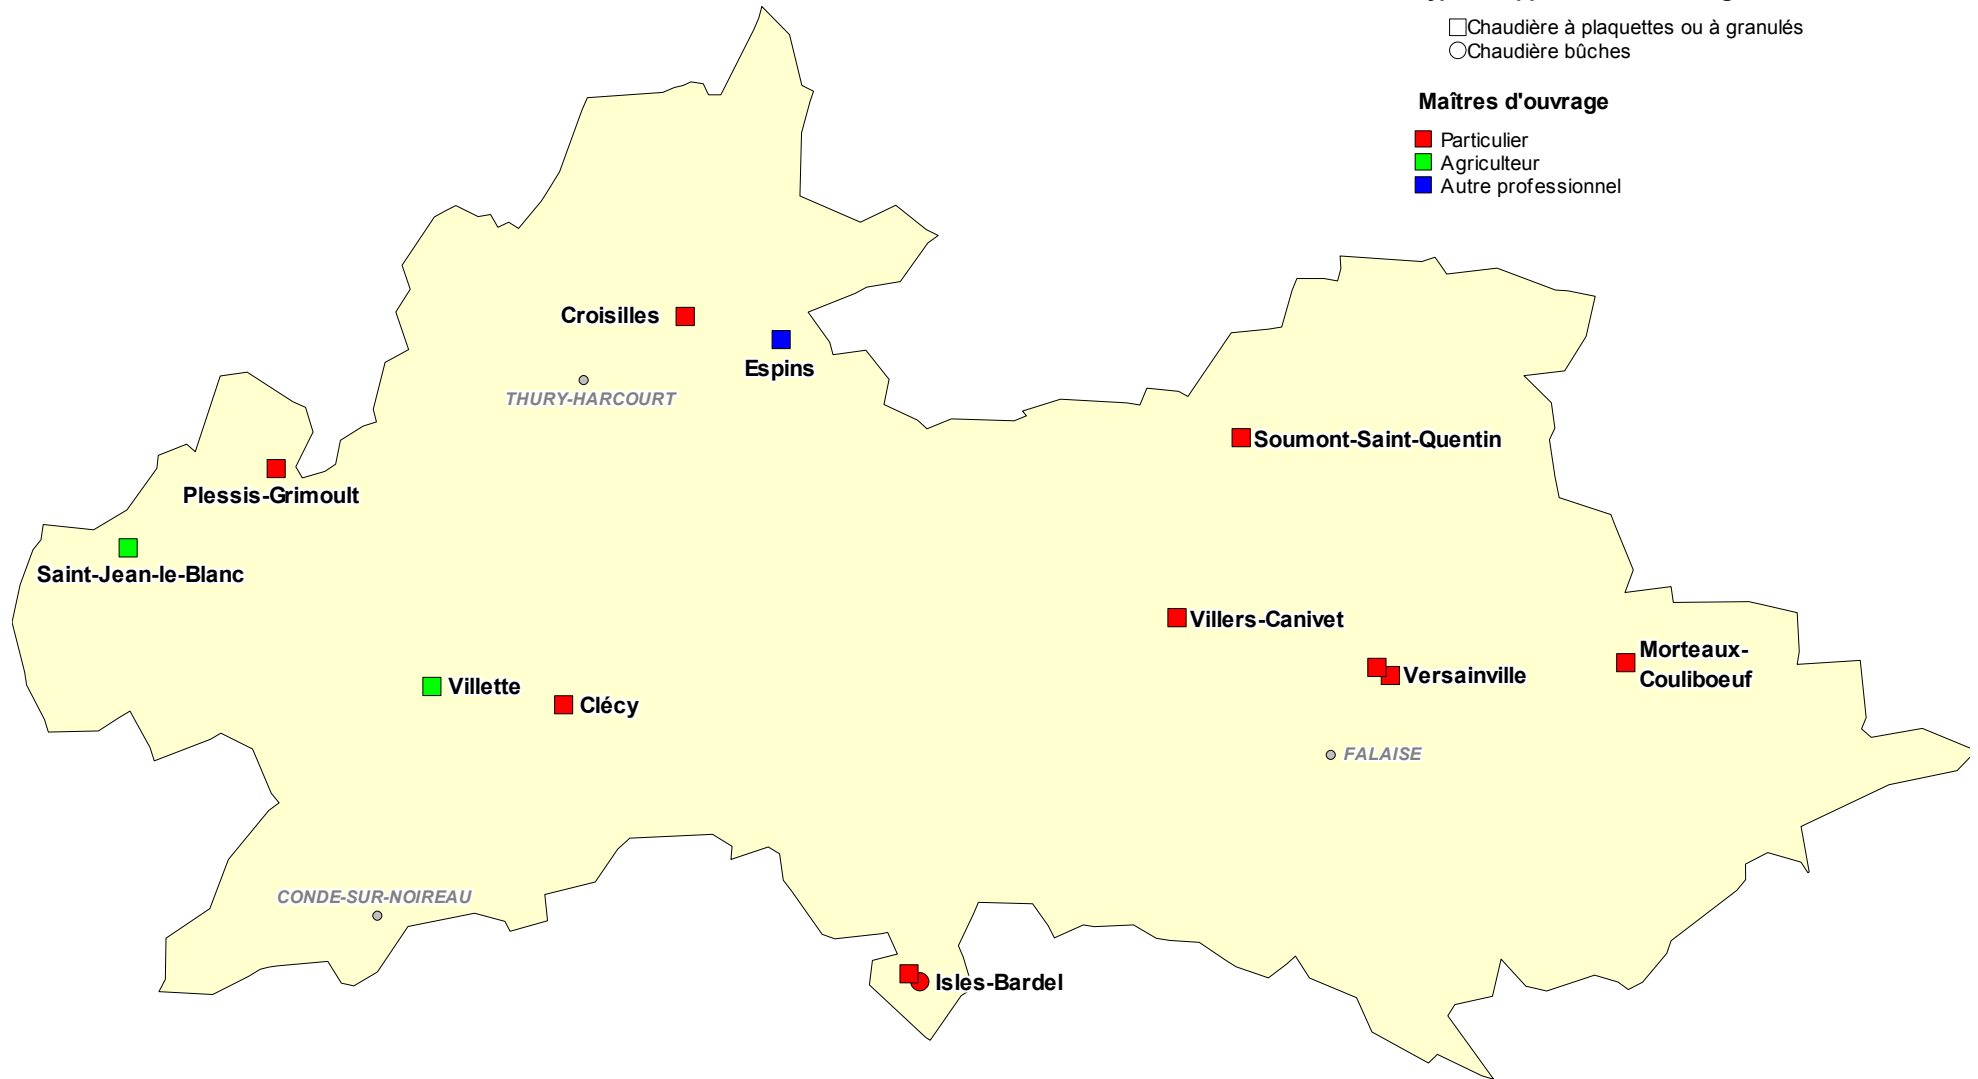 Chaudière à plaquettes ou à granulés
Chaudière bûches
Maîtres d'ouvrage
Particulier
Agriculteur
Autre professionnel
Croisilles
Espins
THURY-HARCOURT
Soumont-Saint-Quentin
Plessis-Grimoult
Saint-Jean-le-Blanc
Villers-Canivet
Morteaux-
Couliboeuf
Versainville
Villette
Clécy
FALAISE
CONDE-SUR-NOIREAU
Isles-Bardel